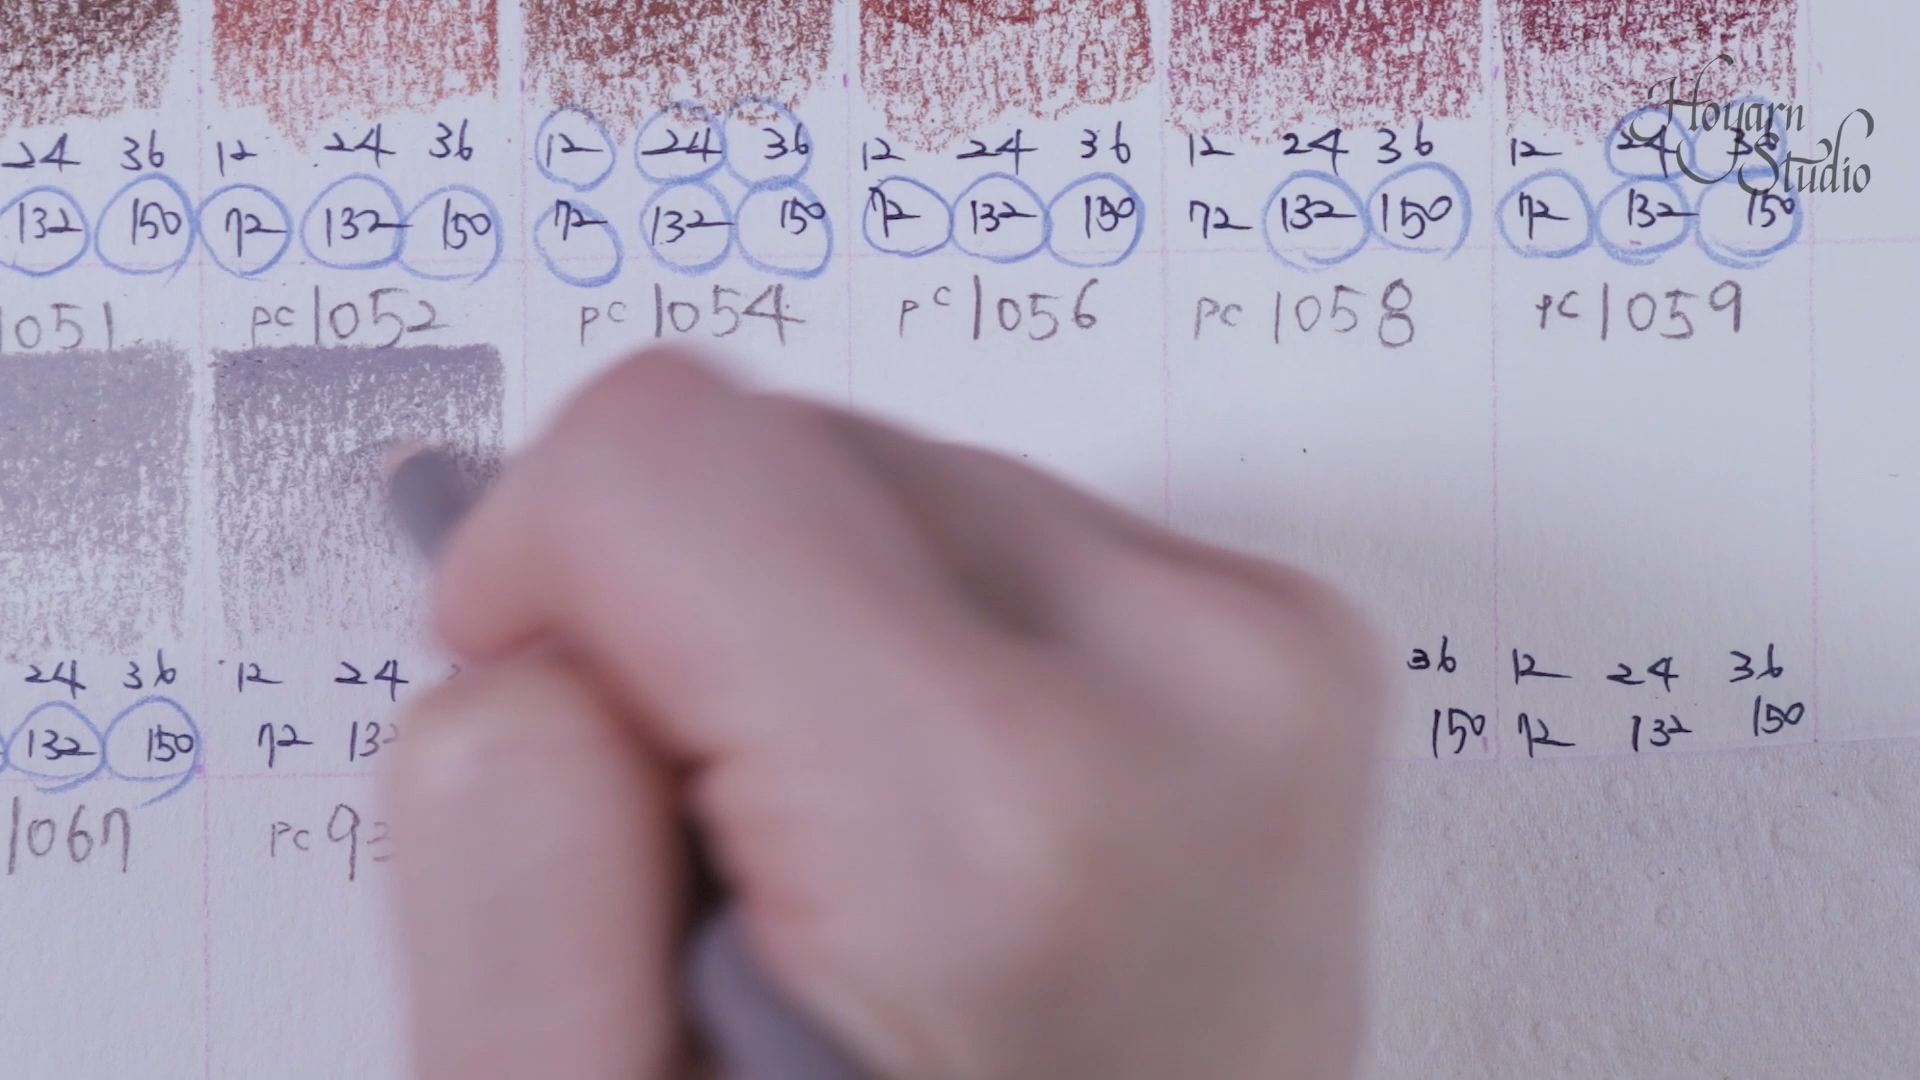 24 36 12 24 36 12 24 36 12 24 36 12 24 36 12 24 36
132 150 72 132 150 72 132 150 72 132 150 72 132 150 72 132 150
1051 PC 1052 PC 1054 PC 1056 PC 1058 PC 1059
24 36 12 24 36 12 24 36
132 150 72 132 150 72 132 150
1067 PC
Hoyarn
Studio